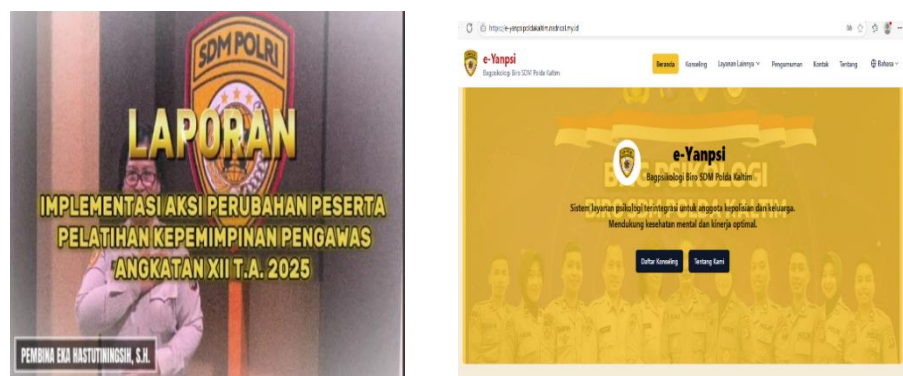 SDM POLRI
LAPORAN
IMPLEMENTASI AKSI PERUBAHAN PESERTA
PELATIHAN KEPEMIMPINAN PENGAWAS
ANGKATAN XII T.A. 2025
PEMBINA EKA HASTUTININGSIH, S.H.
e-Yanpsi
Bagpsikologi Biro SDM Polda Kaltim
Beranda Konseling Layanan Lainnya Pengumuman Kontak Tentang Bahasa
e-Yanpsi
Bagpsikologi Biro SDM Polda Kaltim
Sistem layanan psikologi terintegrasi untuk anggota kepolisian dan keluarga.
Mendukung kesehatan mental dan kinerja optimal.
Daftar Konseling Tentang Kami